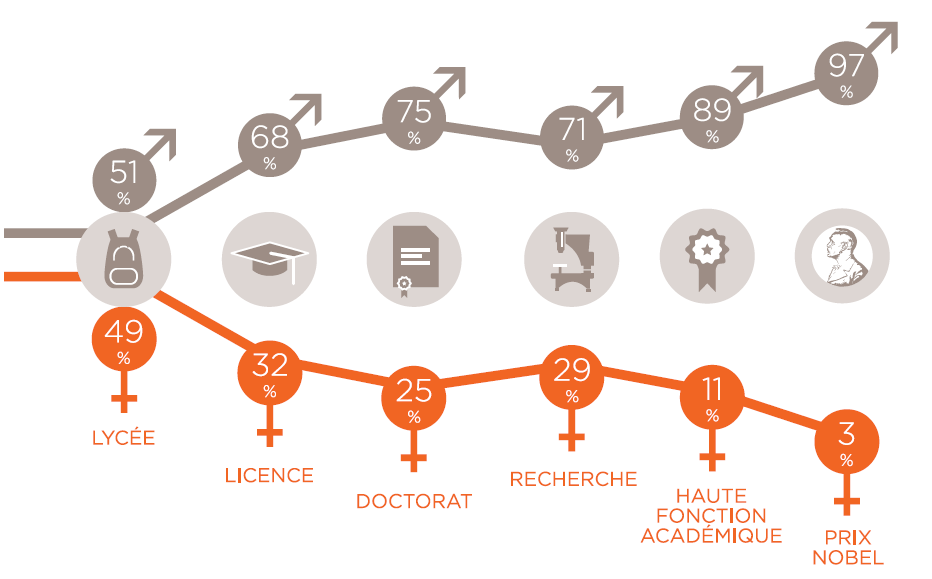 97
%
75
%
89
%
68
%
71
%
51
%
49
%
LYCÉE
32
%
LICENCE
25
%
DOCTORAT
29
%
RECHERCHE
11
%
HAUTE
FONCTION
ACADÉMIQUE
3
%
PRIX
NOBEL